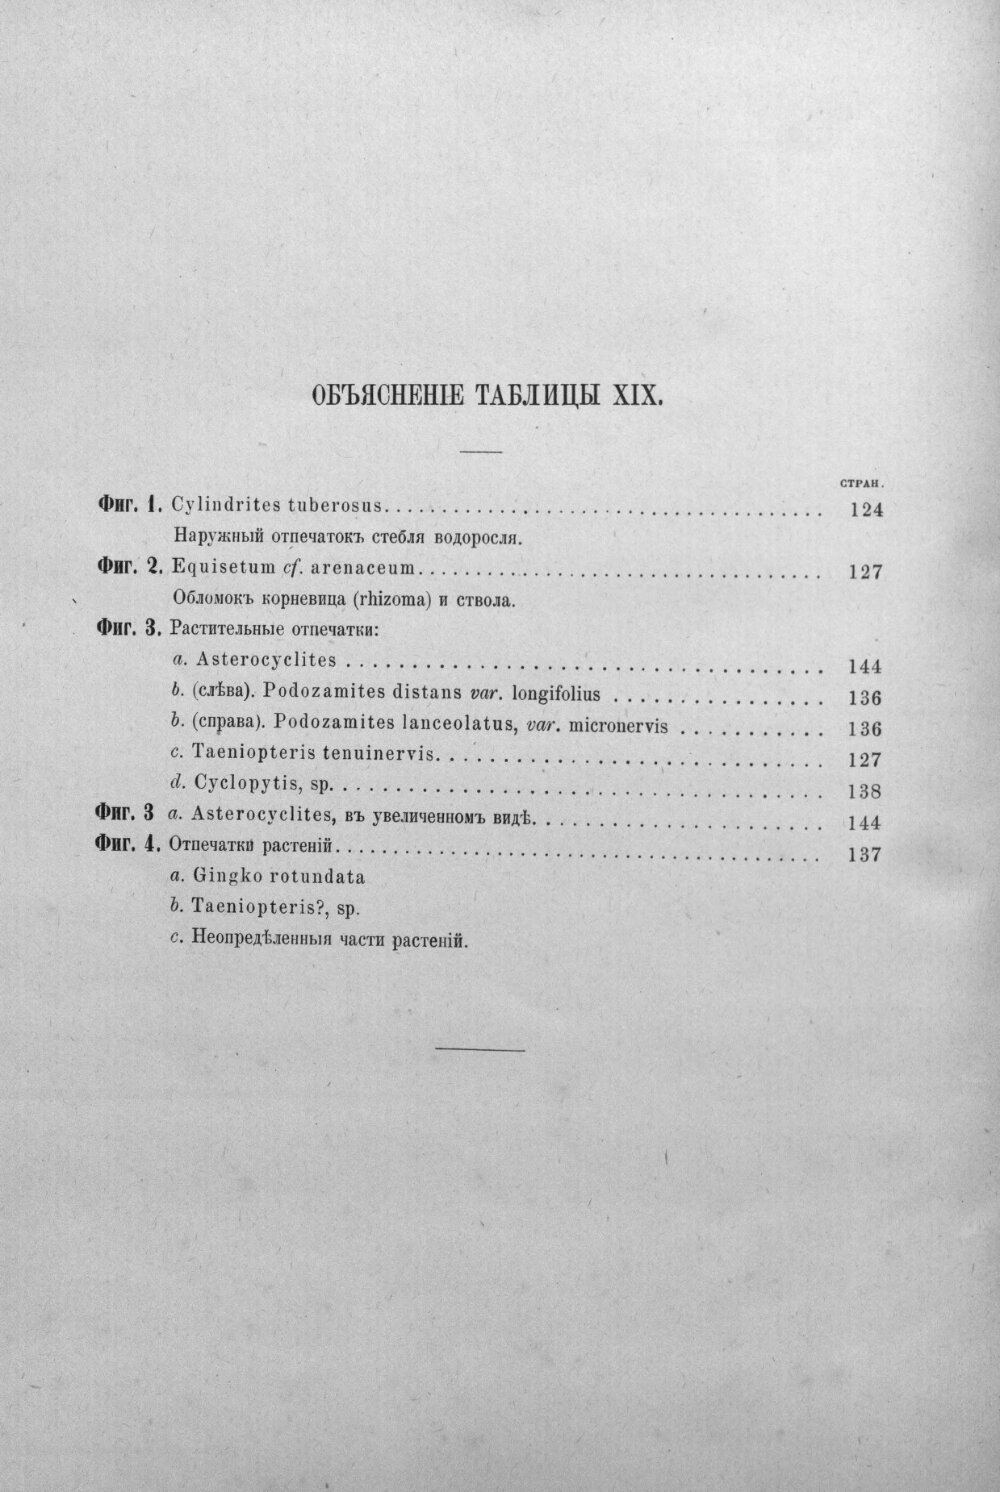 ОБЪЯСНЕНІЕ ТАБЛИЦЫ XIX.
СТРАН.
Фиг. 1. Cylindrites tuberosus. . . . . . . . . . . . . . . . . . . . . . . . . . . . . . . . . . . . . . 124
Наружный отпечатокъ стебля водоросля.
Фиг. 2. Equisetum cf. arenaceum. . . . . . . . . . . . . . . . . . . . . . . . . . . . . . . . . . . 127
Обломокъ корневица (rhizoma) и ствола.
Фиг. 3. Растительные отпечатки:
a. Asterocyclites . . . . . . . . . . . . . . . . . . . . . . . . . . . . . . . . . . . . 144
b. (слѣва). Podozamites distans var. longifolius . . . . . . . . . . . . . . . . 136
b. (справа). Podozamites lanceolatus, var. micronervis . . . . . . . . . . . 136
c. Taeniopteris tenuinervis. . . . . . . . . . . . . . . . . . . . . . . . . . . . . 127
d. Cyclopytis, sp. . . . . . . . . . . . . . . . . . . . . . . . . . . . . . . . . . . . . 138
Фиг. 3 a. Asterocyclites, въ увеличенномъ видѣ. . . . . . . . . . . . . . . . . . . . . . 144
Фиг. 4. Отпечатки растеній. . . . . . . . . . . . . . . . . . . . . . . . . . . . . . . . . . . . . 137
a. Gingko rotundata
b. Taeniopteris?, sp.
c. Неопредѣленныя части растеній.